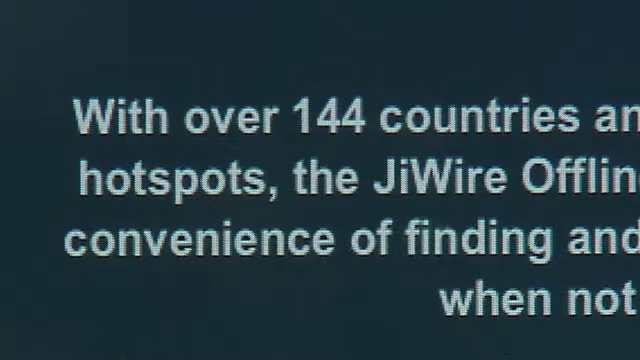 With over 144 countries an
hotspots, the JiWire Offlin
convenience of finding and
when not